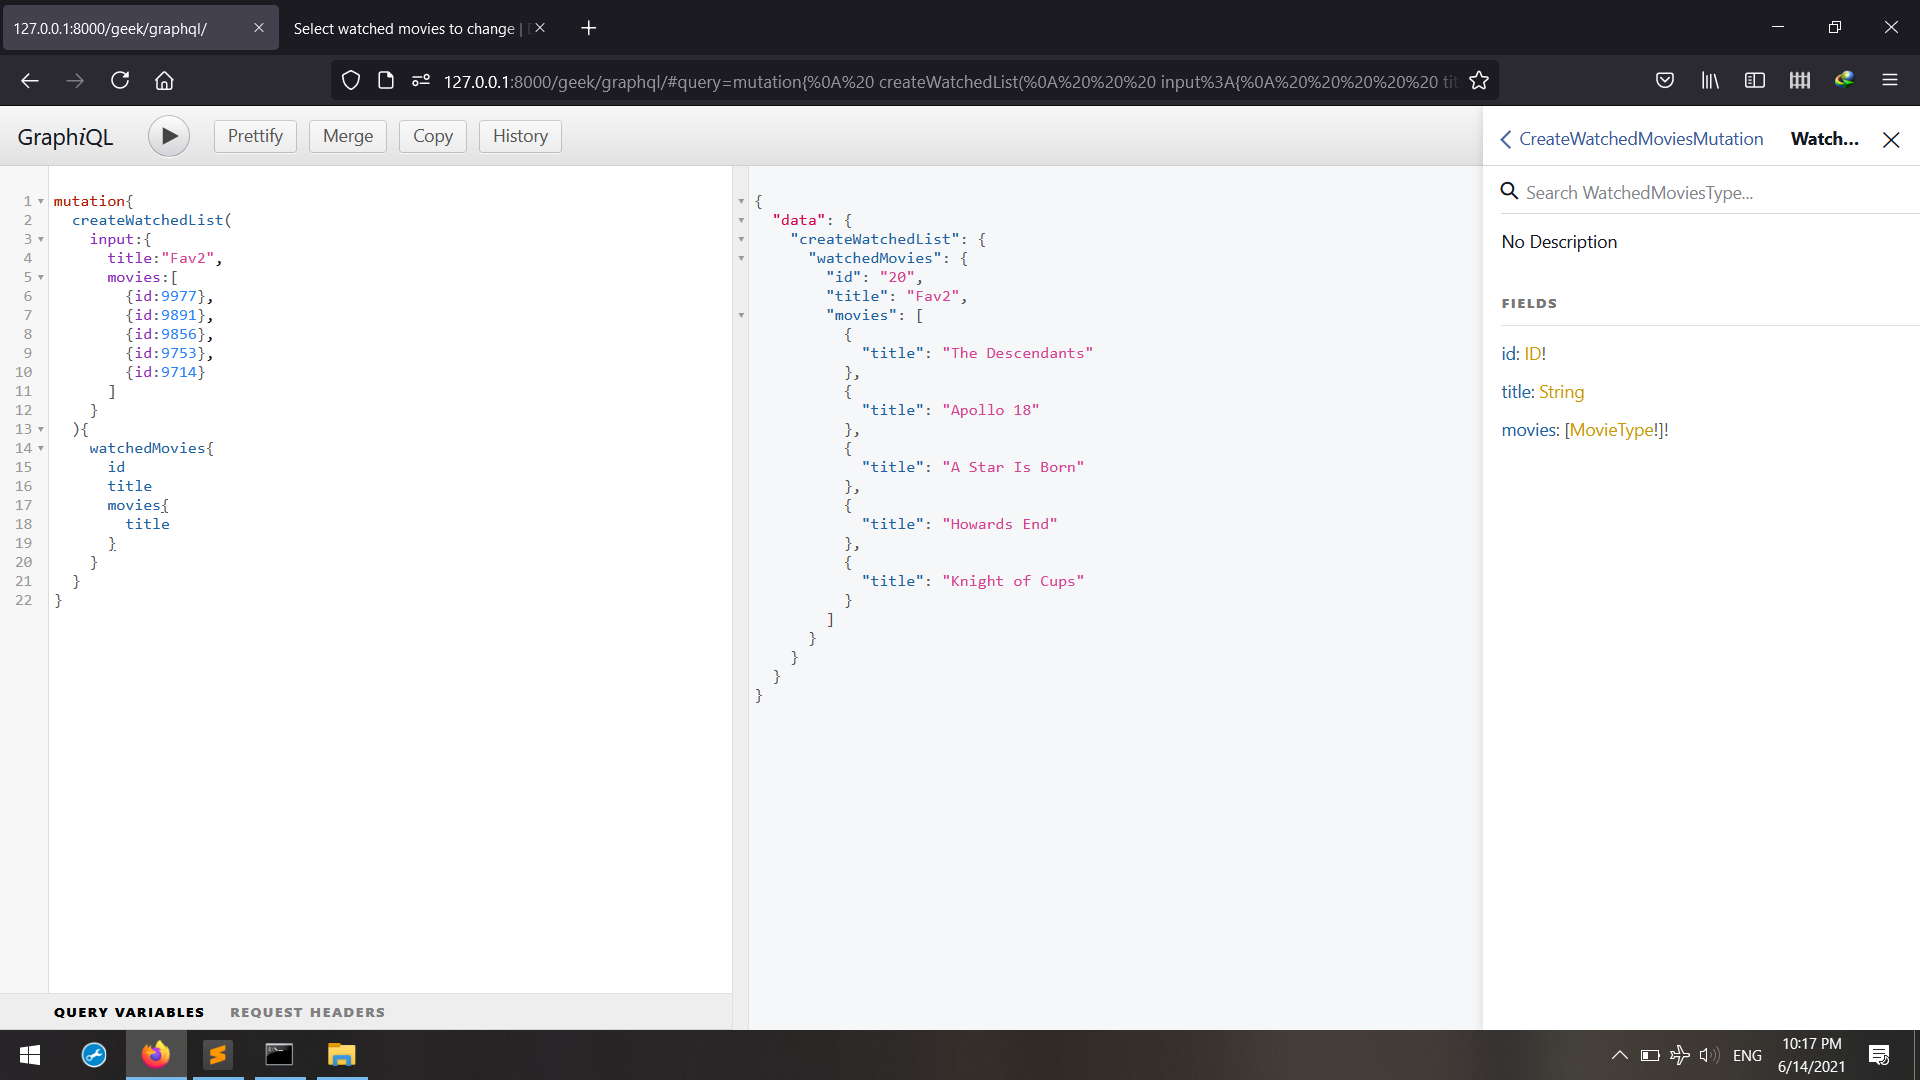 127.0.0.1:8000/geek/graphql/
Select watched movies to change |
127.0.0.1:8000/geek/graphql/#query=mutation{%0A%20 createWatchedList(%0A%20%20%20 input%3A{%0A%20%20%20%20%20 tit
GraphiQL
Prettify
Merge
Copy
History
CreateWatchedMoviesMutation
Watch...
1 mutation{
2 createWatchedList(
3 input:{
4 title:"Fav2",
5 movies:[
6 {id:9977},
7 {id:9891},
8 {id:9856},
9 {id:9753},
10 {id:9714}
11 ]
12 }
13 ){
14 watchedMovies{
15 id
16 title
17 movies{
18 title
19 }
20 }
21 }
22 }
{
"data": {
"createWatchedList": {
"watchedMovies": {
"id": "20",
"title": "Fav2",
"movies": [
{
"title": "The Descendants"
},
{
"title": "Apollo 18"
},
{
"title": "A Star Is Born"
},
{
"title": "Howards End"
},
{
"title": "Knight of Cups"
}
]
}
}
}
}
Search WatchedMoviesType...
No Description
FIELDS
id: ID!
title: String
movies: [MovieType!]!
QUERY VARIABLES
REQUEST HEADERS
ENG
10:17 PM
6/14/2021